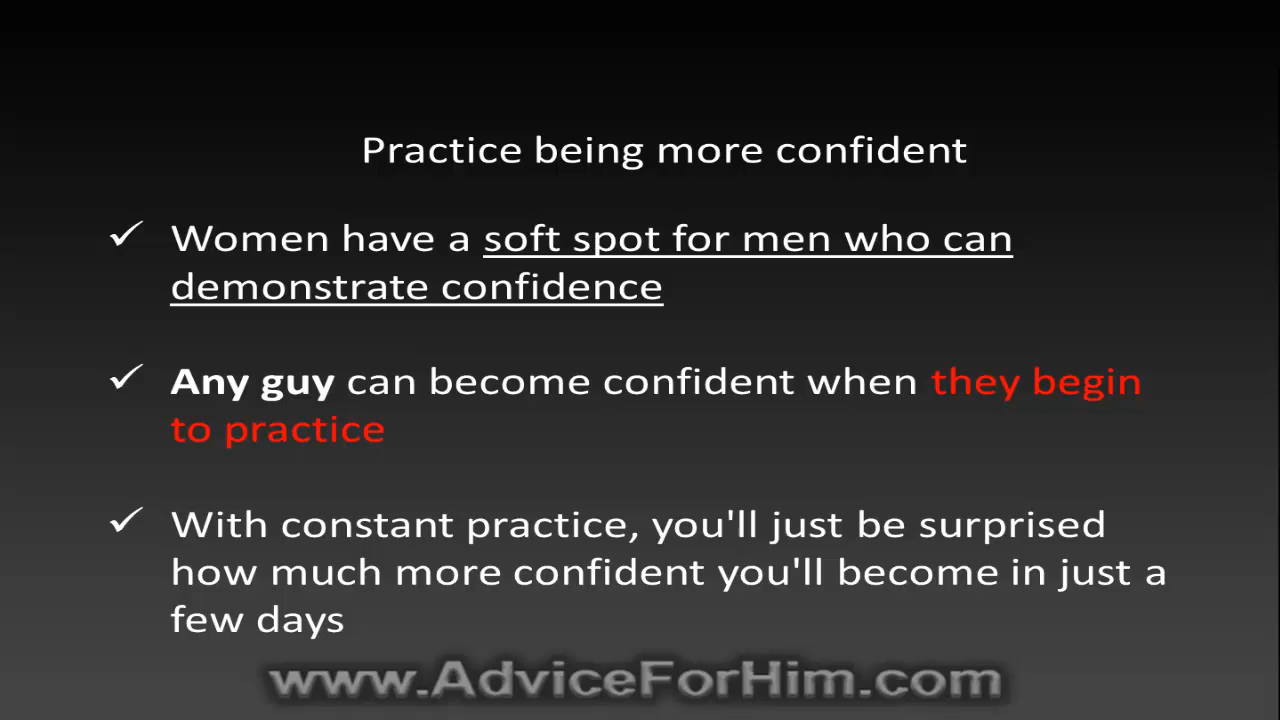 Practice being more confident
✓ Women have a soft spot for men who can
demonstrate confidence
✓ Any guy can become confident when they begin
to practice
✓ With constant practice, you'll just be surprised
how much more confident you'll become in just a
few days
www.AdviceForHim.com